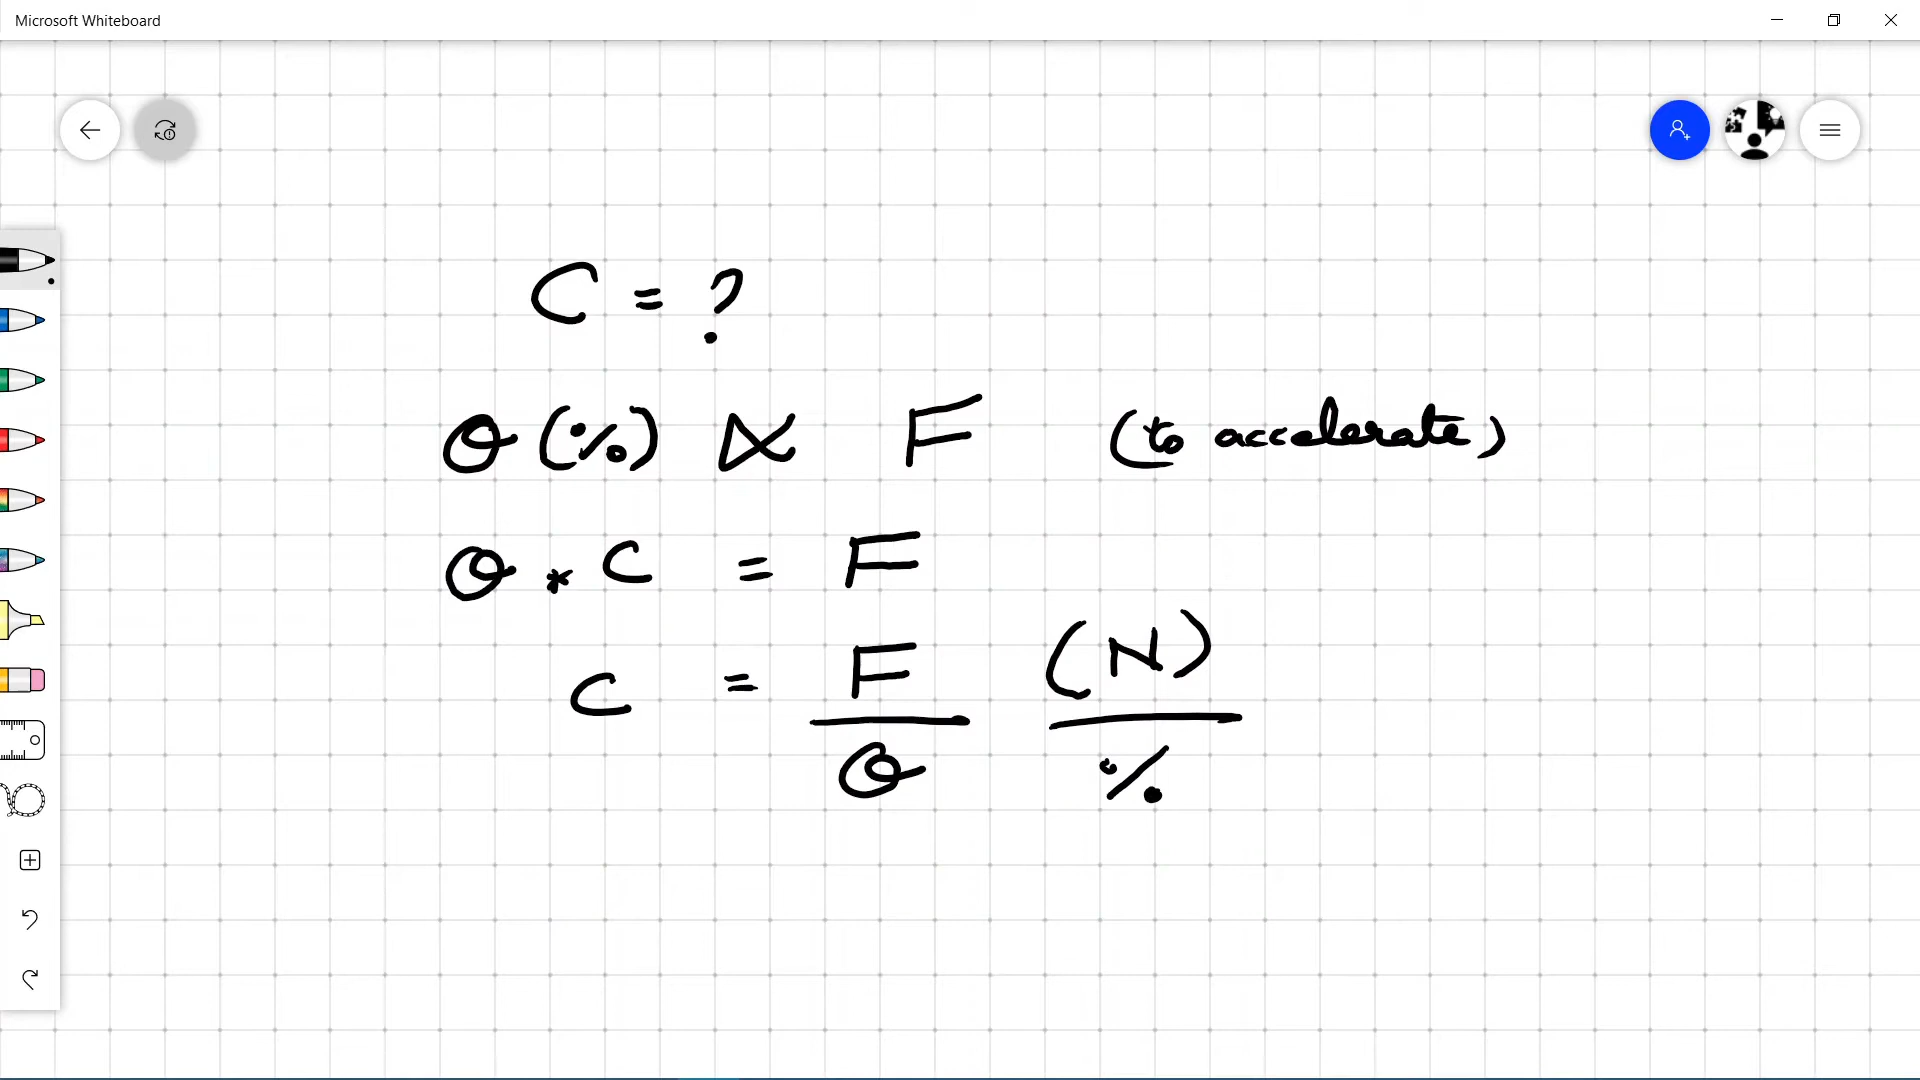 Microsoft Whiteboard
C = ?
θ (%) ∝ F (to accelerate)
θ * C = F
C = F/θ (N)/%